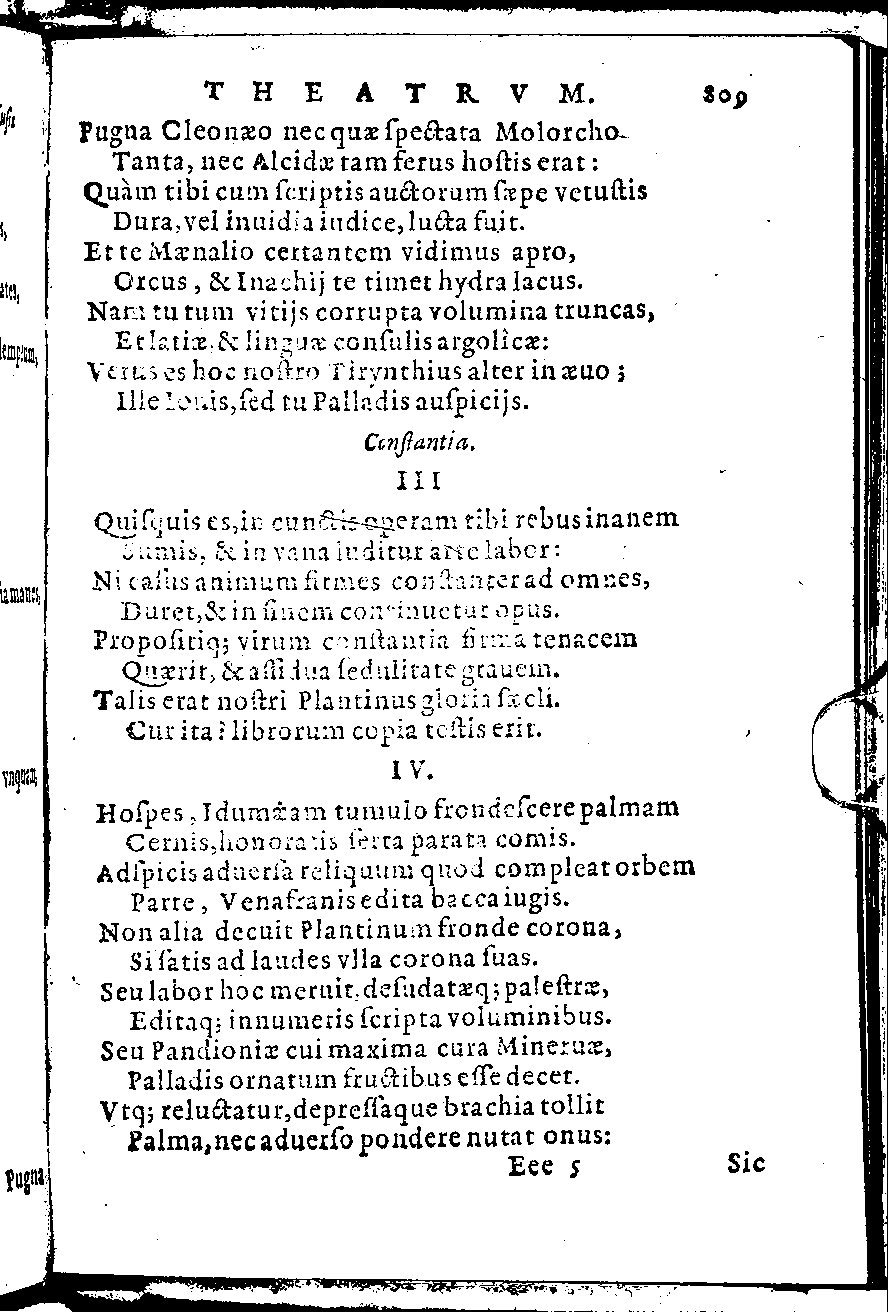 THEATRVM. 809
Pugna Cleonæo nec quæ ſpectata Molorcho
Tanta, nec Alcidæ tam ferus hoſtis erat:
Quàm tibi cum ſcriptis auctorum ſæpe vetuſtis
Dura, vel inuidia iudice, lucta fuit.
Et te Mænalio certantem vidimus apro,
Orcus, & Inachij te timet hydra lacus.
Nam tu tum vitijs corrupta volumina truncas,
Et latiæ, & linguæ conſulis argolicæ:
Verus es hoc noſtro Tirynthius alter in æuo;
Ille Iouis, ſed tu Palladis auſpicijs.
Conſtantia.
III
Quiſquis es, in cunctis operam tibi rebus inanem
Sumis, & in vana luditur arte labor:
Ni caſus animum firmes conſtanter ad omnes,
Duret, & in finem continuetur opus.
Propoſitiq; virum conſtantia firma tenacem
Quærit, & aſſidua ſedulitate grauem.
Talis erat noſtri Plantinus gloria ſæcli.
Cur ita? librorum copia teſtis erit.
IV.
Hoſpes, Idumæam tumulo frondeſcere palmam
Cernis, honoratis ſerta parata comis.
Adſpicis aduerſa reliquum quod compleat orbem
Parte, Venafranis edita bacca iugis.
Non alia decuit Plantinum fronde corona,
Si ſatis ad laudes vlla corona ſuas.
Seu labor hoc meruit, deſudatæq; paleſtræ,
Editaq; innumeris ſcripta voluminibus.
Seu Pandioniæ cui maxima cura Mineruæ,
Palladis ornatum fructibus eſſe decet.
Vtq; reluctatur, depreſſaque brachia tollit
Palma, nec aduerſo pondere nutat onus:
Eee 5 Sic
vnquam,
Pugna